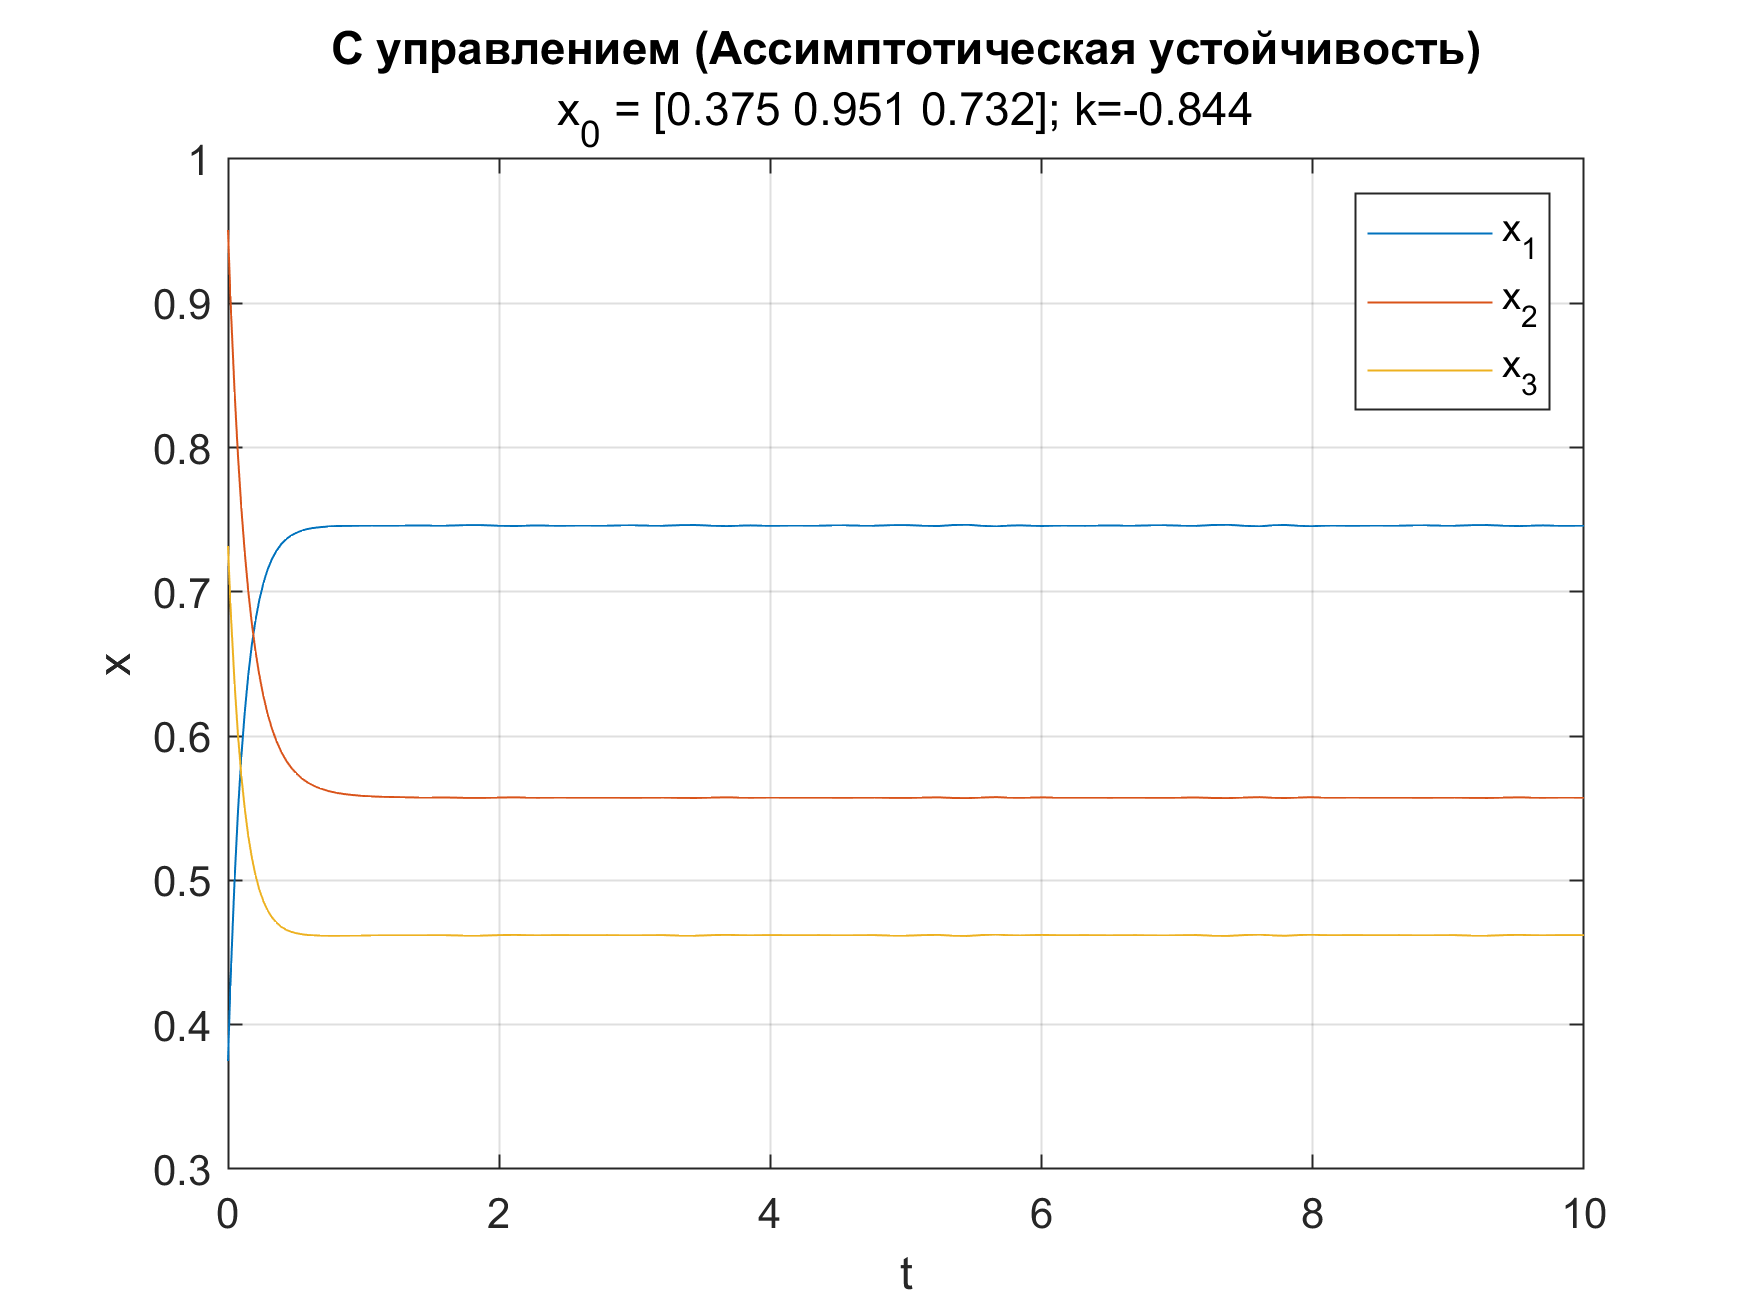 С управлением (Ассимптотическая устойчивость)
x₀ = [0.375 0.951 0.732]; k=-0.844
1
0.9
0.8
0.7
0.6
0.5
0.4
0.3
x
x₁
x₂
x₃
0 2 4 6 8 10
t